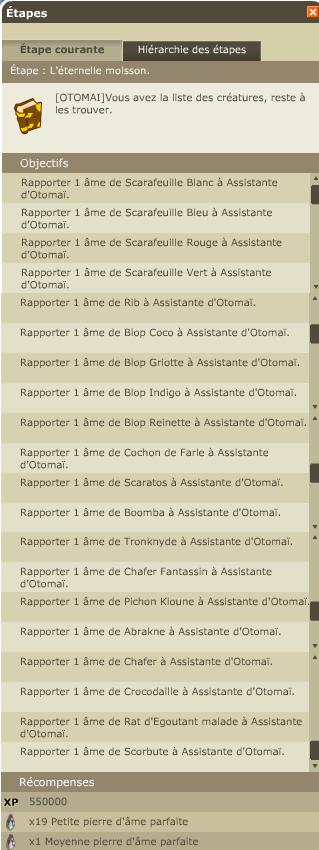 Étapes
Étape courante
Hiérarchie des étapes
Étape : L'éternelle moisson.
[OTOMAI]Vous avez la liste des créatures, reste à
les trouver.
Objectifs
Rapporter 1 âme de Scarafeuille Blanc à Assistante
d'Otomaï.
Rapporter 1 âme de Scarafeuille Bleu à Assistante
d'Otomaï.
Rapporter 1 âme de Scarafeuille Rouge à Assistante
d'Otomaï.
Rapporter 1 âme de Scarafeuille Vert à Assistante
d'Otomaï.
Rapporter 1 âme de Rib à Assistante d'Otomaï.
Rapporter 1 âme de Blop Coco à Assistante d'Otomaï.
Rapporter 1 âme de Blop Griotte à Assistante d'Otomaï.
Rapporter 1 âme de Blop Indigo à Assistante d'Otomaï.
Rapporter 1 âme de Blop Reinette à Assistante d'Otomaï.
Rapporter 1 âme de Cochon de Farle à Assistante
d'Otomaï.
Rapporter 1 âme de Scaratos à Assistante d'Otomaï.
Rapporter 1 âme de Boomba à Assistante d'Otomaï.
Rapporter 1 âme de Tronknyde à Assistante d'Otomaï.
Rapporter 1 âme de Chafer Fantassin à Assistante
d'Otomaï.
Rapporter 1 âme de Pichon Kloune à Assistante d'Otomaï.
Rapporter 1 âme de Abrakne à Assistante d'Otomaï.
Rapporter 1 âme de Chafer à Assistante d'Otomaï.
Rapporter 1 âme de Crocodaille à Assistante d'Otomaï.
Rapporter 1 âme de Rat d'Egoutant malade à Assistante
d'Otomaï.
Rapporter 1 âme de Scorbute à Assistante d'Otomaï.
Récompenses
XP 550000
x19 Petite pierre d'âme parfaite
x1 Moyenne pierre d'âme parfaite